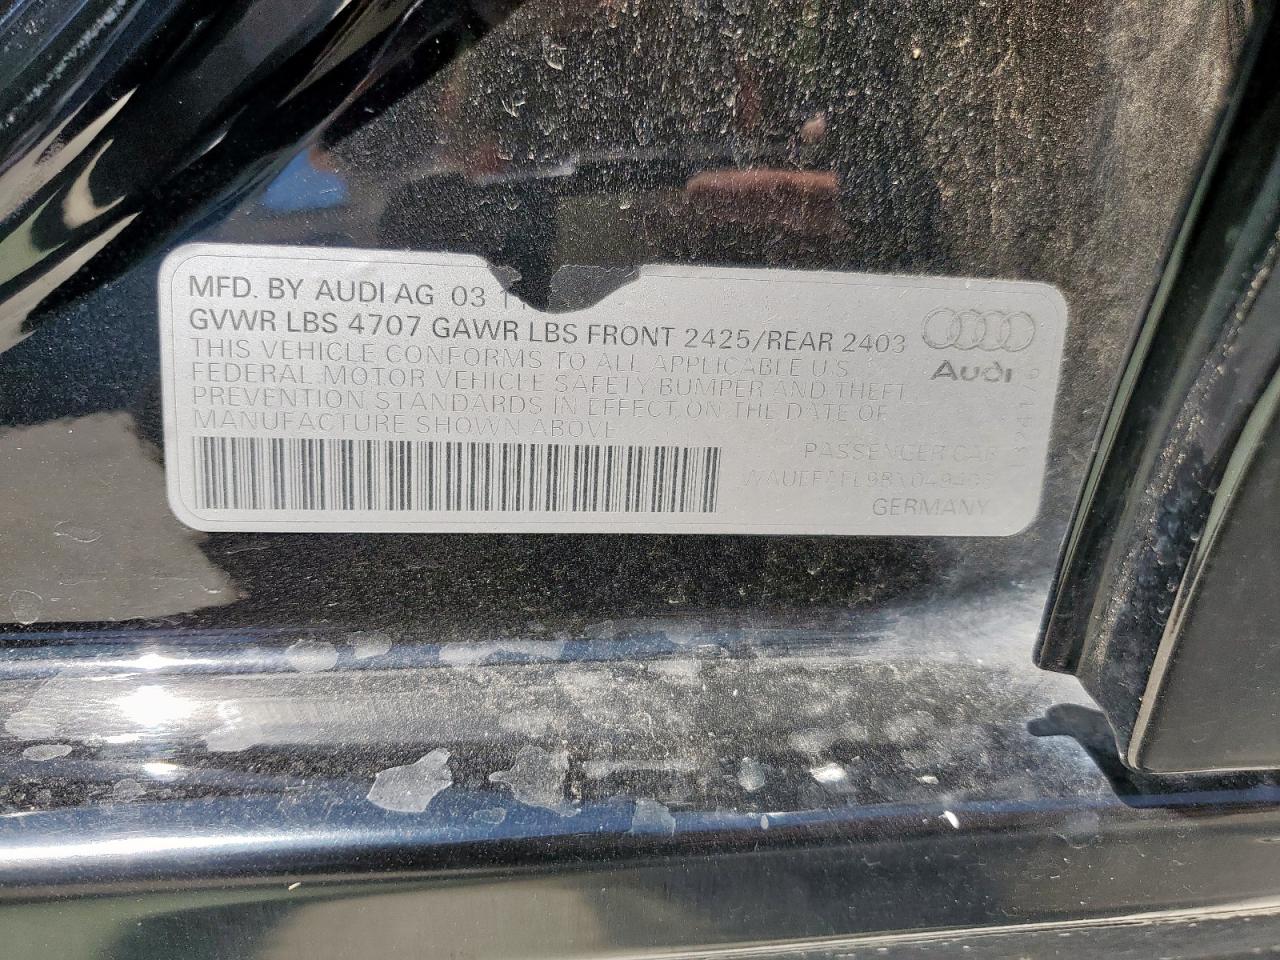 MFD. BY AUDI AG 03
GVWR LBS 4707 GAWR LBS FRONT 2425/REAR 2403
THIS VEHICLE CONFORMS TO ALL APPLICABLE U.S.
FEDERAL MOTOR VEHICLE SAFETY BUMPER AND THEFT
PREVENTION STANDARDS IN EFFECT ON THE DATE OF
MANUFACTURE SHOWN ABOVE
Audi
PASSENGER CAR
GERMANY